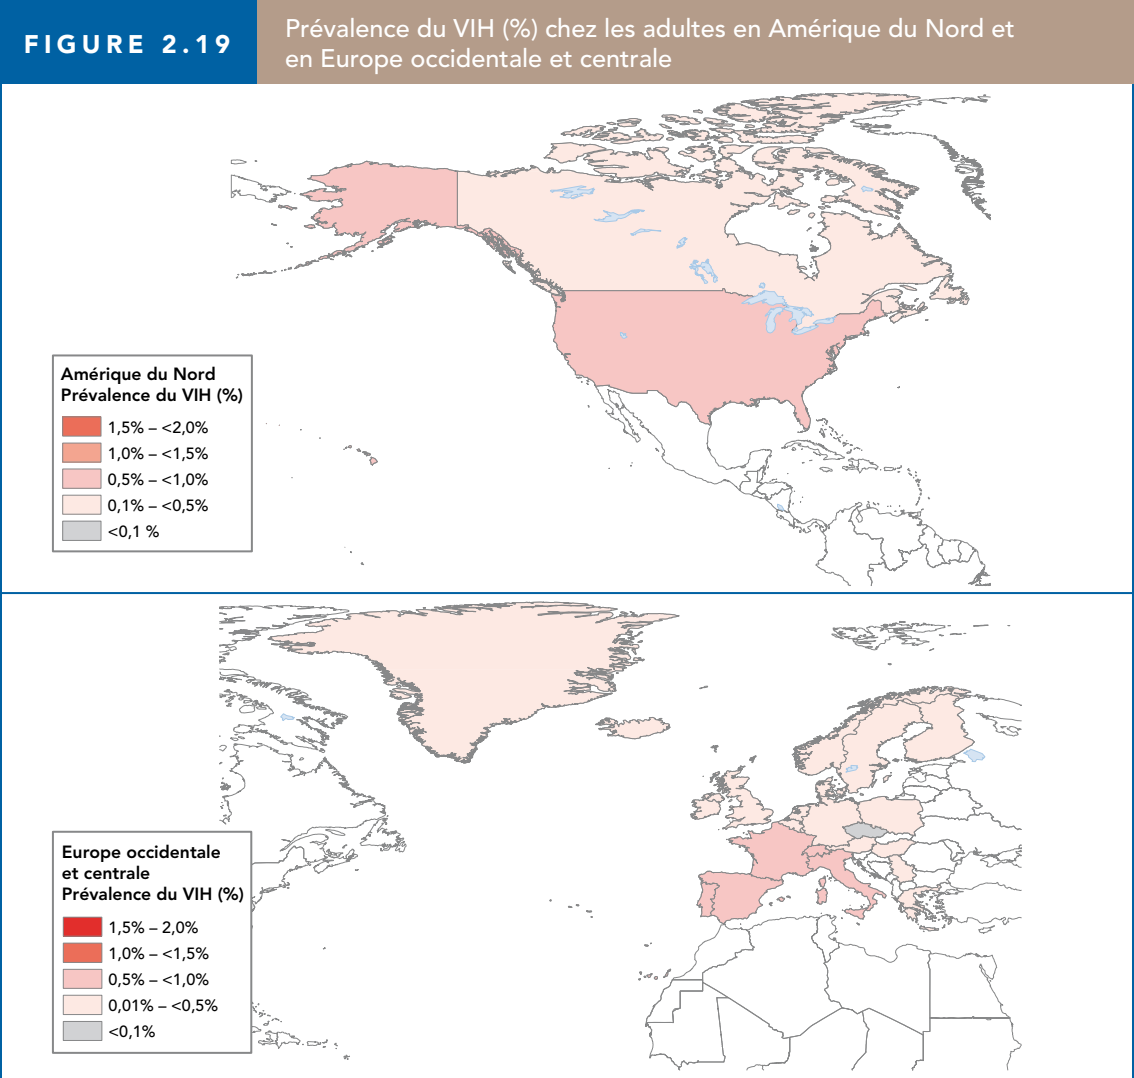 FIGURE 2.19
Prévalence du VIH (%) chez les adultes en Amérique du Nord et
en Europe occidentale et centrale
Amérique du Nord
Prévalence du VIH (%)
1,5% – <2,0%
1,0% – <1,5%
0,5% – <1,0%
0,1% – <0,5%
<0,1 %
Europe occidentale
et centrale
Prévalence du VIH (%)
1,5% – 2,0%
1,0% – <1,5%
0,5% – <1,0%
0,01% – <0,5%
<0,1%